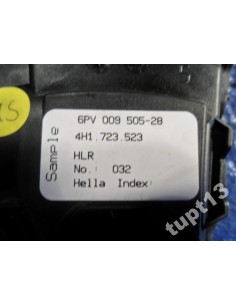 6PV 009 505-28
4H1.723.523
Sample
HLR
No.: 032
Hella Index:
tupt13